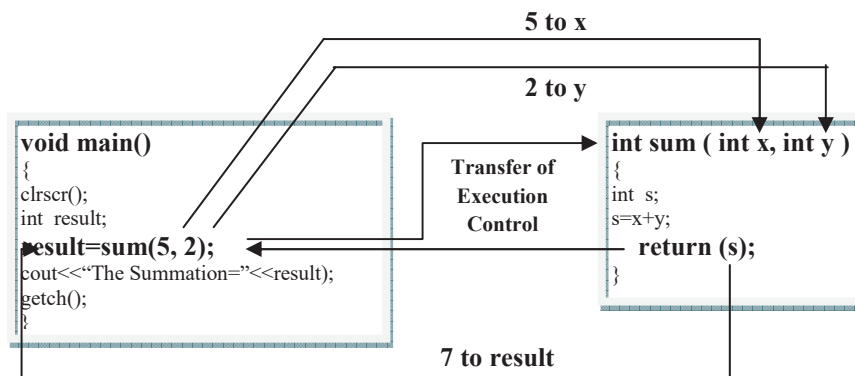 5 to x
2 to y
void main()
{
clrscr();
int result;
result=sum(5, 2);
cout<<“The Summation=”<<result);
getch();
}
Transfer of
Execution
Control
int sum ( int x, int y )
{
int s;
s=x+y;
return (s);
}
7 to result